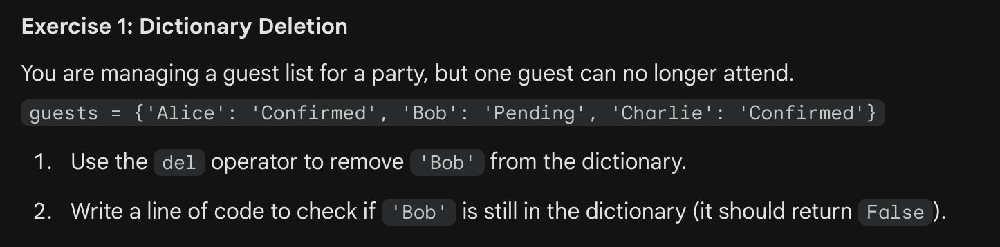 Exercise 1: Dictionary Deletion
You are managing a guest list for a party, but one guest can no longer attend.
guests = {'Alice': 'Confirmed', 'Bob': 'Pending', 'Charlie': 'Confirmed'}
1. Use the del operator to remove 'Bob' from the dictionary.
2. Write a line of code to check if 'Bob' is still in the dictionary (it should return False).